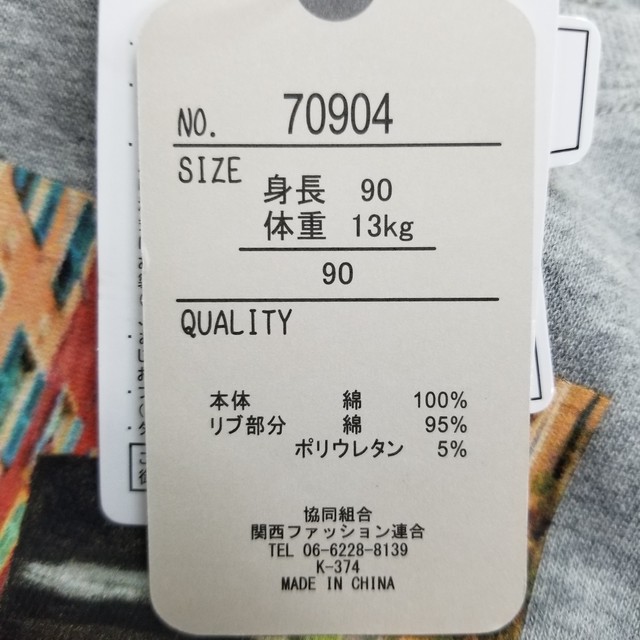 NO. 70904
SIZE
身長 90
体重 13kg
90
QUALITY
本体 綿 100%
リブ部分 綿 95%
ポリウレタン 5%
協同組合
関西ファッション連合
TEL 06-6228-8139
K-374
MADE IN CHINA